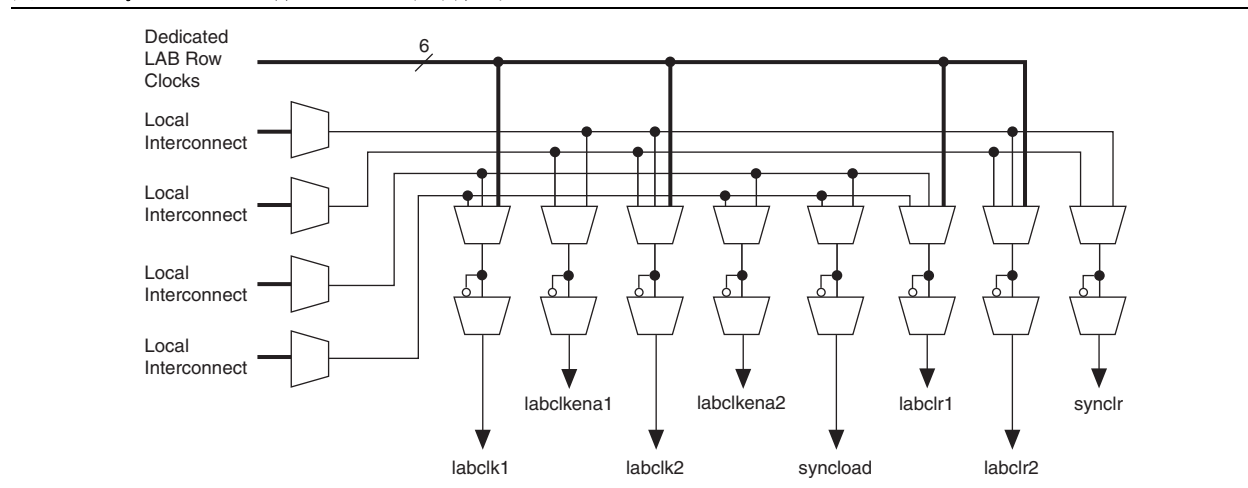 Dedicated
LAB Row
Clocks
6
Local
Interconnect
Local
Interconnect
Local
Interconnect
Local
Interconnect
labclkena1
labclkena2
labclr1
synclr
labclk1
labclk2
syncload
labclr2